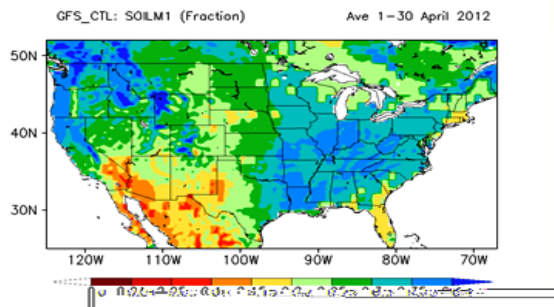 GFS_CTL: SOILM1 (Fraction) Ave 1-30 April 2012
50N
40N
30N
120W 110W 100W 90W 80W 70W